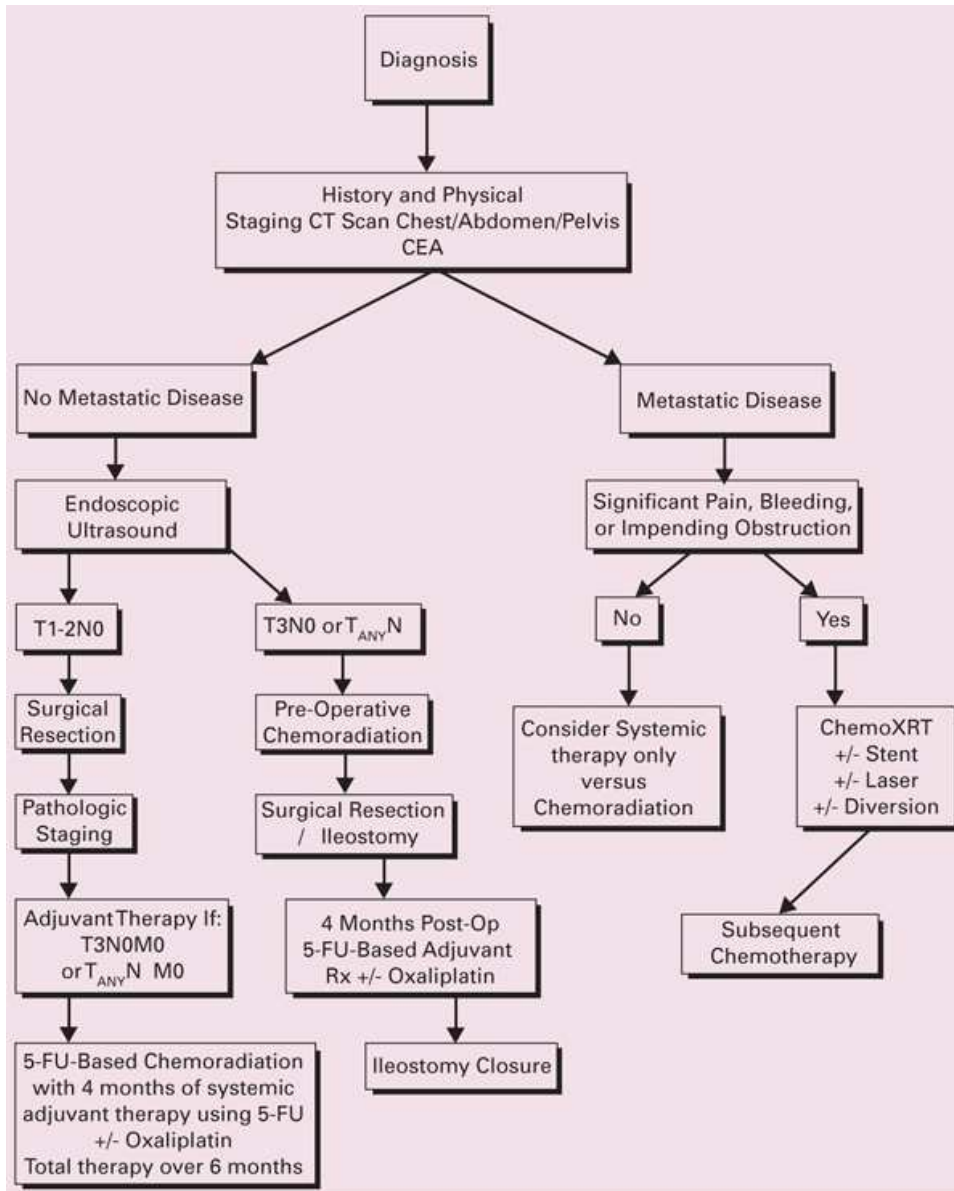 Diagnosis
History and Physical
Staging CT Scan Chest/Abdomen/Pelvis
CEA
No Metastatic Disease
Metastatic Disease
Endoscopic
Ultrasound
Significant Pain, Bleeding,
or Impending Obstruction
T1-2N0
T3N0 or TANYN
No
Yes
Surgical
Resection
Pre-Operative
Chemoradiation
Consider Systemic
therapy only
versus
Chemoradiation
ChemoXRT
+/- Stent
+/- Laser
+/- Diversion
Pathologic
Staging
Surgical Resection
/ Ileostomy
Adjuvant Therapy If:
T3N0M0
or TANYN M0
4 Months Post-Op
5-FU-Based Adjuvant
Rx +/- Oxaliplatin
Subsequent
Chemotherapy
5-FU-Based Chemoradiation
with 4 months of systemic
adjuvant therapy using 5-FU
+/- Oxaliplatin
Total therapy over 6 months
Ileostomy Closure